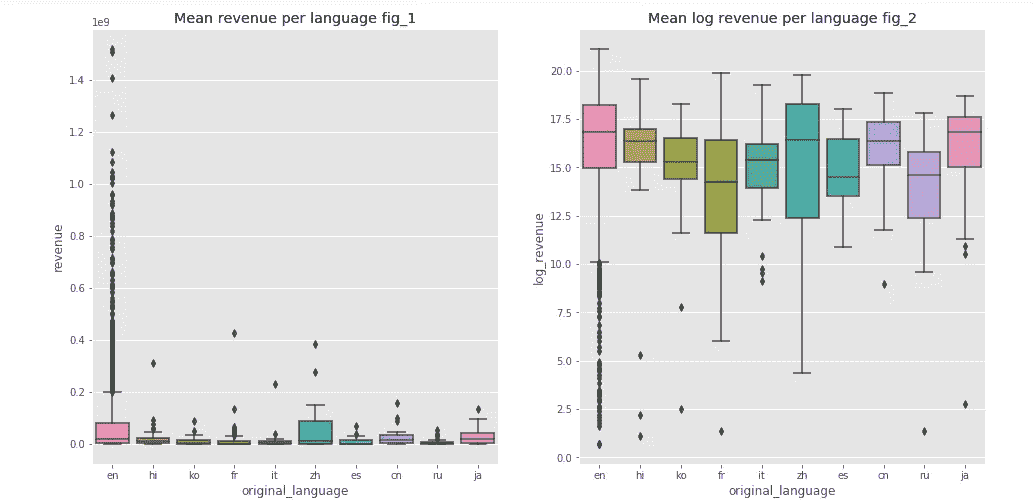 Mean revenue per language fig_1
1e9
1.4
1.2
1.0
0.8
0.6
0.4
0.2
0.0
revenue
en hi ko fr it zh es cn ru ja
original_language
Mean log revenue per language fig_2
20.0
17.5
15.0
12.5
10.0
7.5
5.0
2.5
0.0
log_revenue
en hi ko fr it zh es cn ru ja
original_language